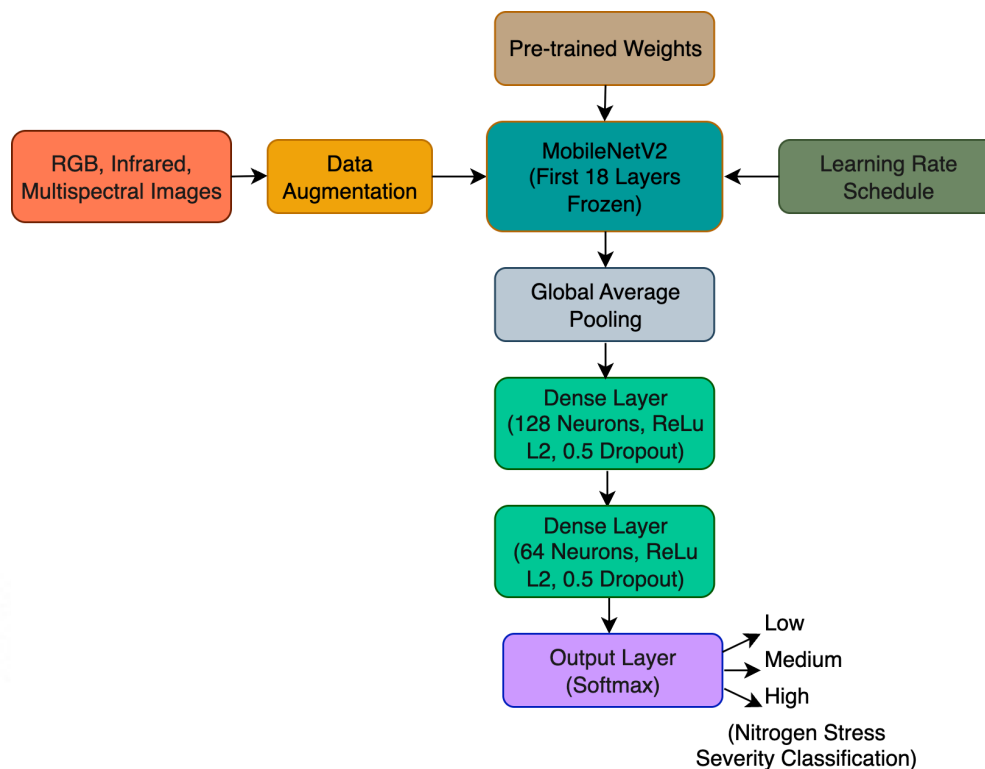 Pre-trained Weights
RGB, Infrared,
Multispectral Images
Data
Augmentation
MobileNetV2
(First 18 Layers
Frozen)
Learning Rate
Schedule
Global Average
Pooling
Dense Layer
(128 Neurons, ReLu
L2, 0.5 Dropout)
Dense Layer
(64 Neurons, ReLu
L2, 0.5 Dropout)
Output Layer
(Softmax)
Low
Medium
High
(Nitrogen Stress
Severity Classification)